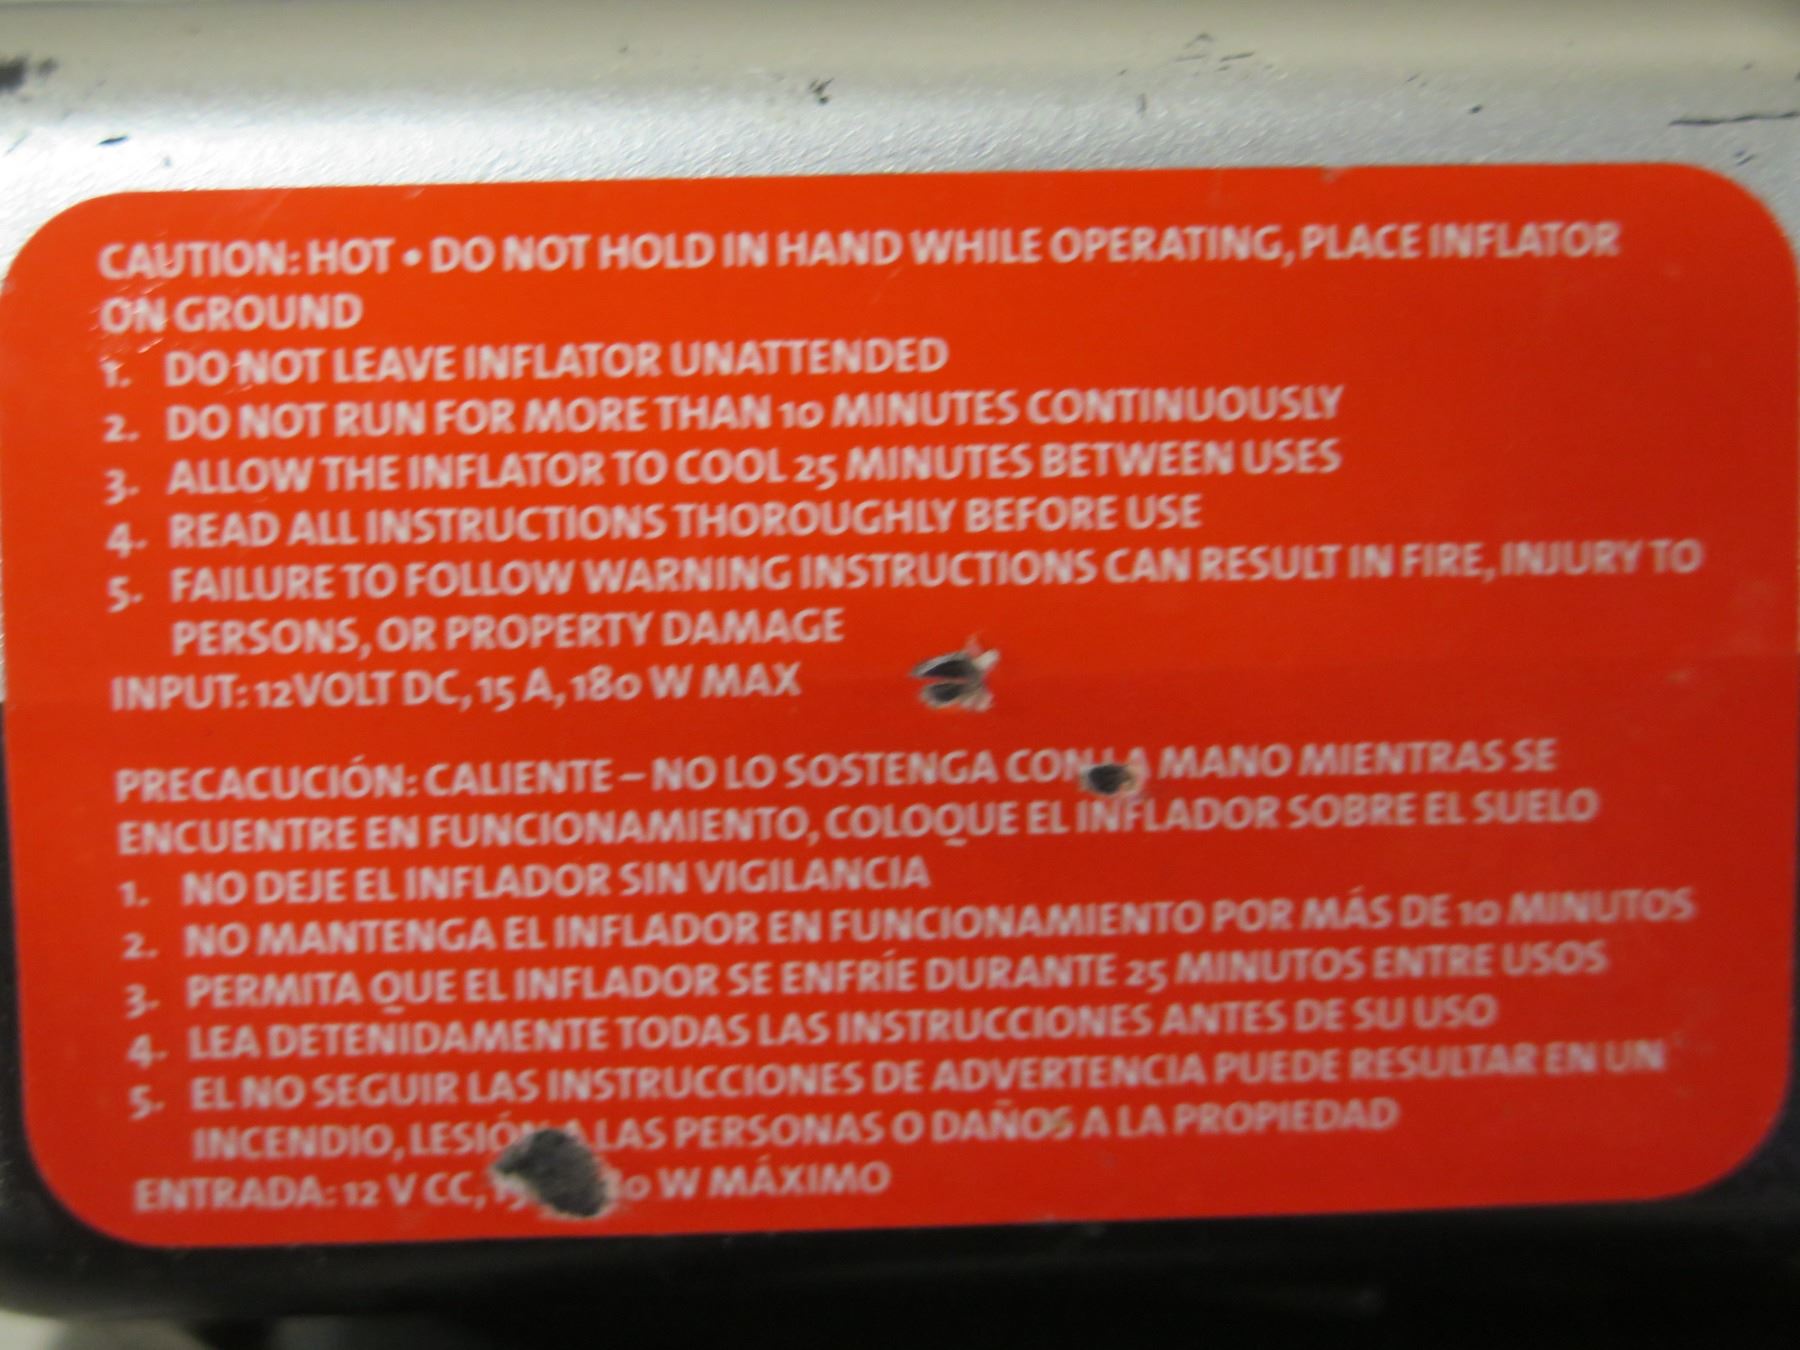 CAUTION: HOT • DO NOT HOLD IN HAND WHILE OPERATING, PLACE INFLATOR
ON GROUND
1. DO NOT LEAVE INFLATOR UNATTENDED
2. DO NOT RUN FOR MORE THAN 10 MINUTES CONTINUOUSLY
3. ALLOW THE INFLATOR TO COOL 25 MINUTES BETWEEN USES
4. READ ALL INSTRUCTIONS THOROUGHLY BEFORE USE
5. FAILURE TO FOLLOW WARNING INSTRUCTIONS CAN RESULT IN FIRE, INJURY TO
PERSONS, OR PROPERTY DAMAGE
INPUT: 12VOLT DC, 15 A, 180 W MAX
PRECACUCIÓN: CALIENTE – NO LO SOSTENGA CON LA MANO MIENTRAS SE
ENCUENTRE EN FUNCIONAMIENTO, COLOQUE EL INFLADOR SOBRE EL SUELO
1. NO DEJE EL INFLADOR SIN VIGILANCIA
2. NO MANTENGA EL INFLADOR EN FUNCIONAMIENTO POR MÁS DE 10 MINUTOS
3. PERMITA QUE EL INFLADOR SE ENFRÍE DURANTE 25 MINUTOS ENTRE USOS
4. LEA DETENIDAMENTE TODAS LAS INSTRUCCIONES ANTES DE SU USO
5. EL NO SEGUIR LAS INSTRUCCIONES DE ADVERTENCIA PUEDE RESULTAR EN UN
INCENDIO, LESIÓN A LAS PERSONAS O DAÑOS A LA PROPIEDAD
ENTRADA: 12 V CC, W MÁXIMO